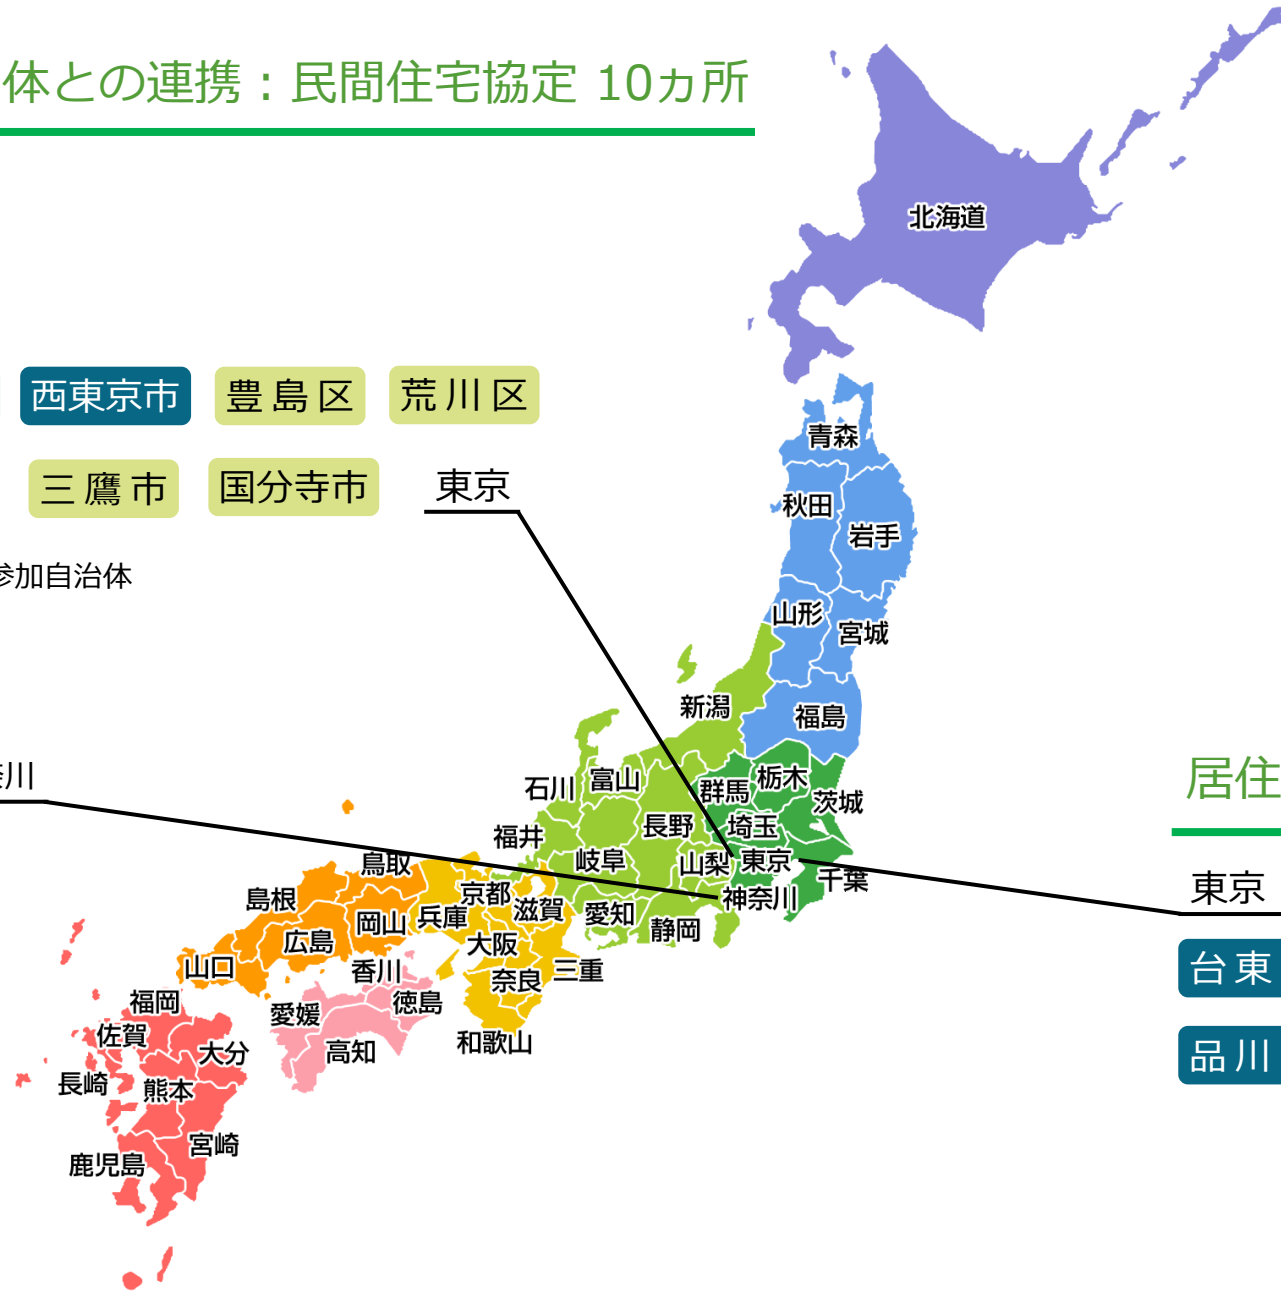 体との連携：民間住宅協定 10ヵ所
北海道
西東京市 豊島区 荒川区
三鷹市 国分寺市 東京
参加自治体
青森
秋田
岩手
山形
宮城
新潟
福島
奈川
石川
富山
群馬
栃木
茨城
福井
長野
埼玉
岐阜
山梨
東京
千葉
神奈川
鳥取
島根
岡山
兵庫
京都
滋賀
愛知
静岡
広島
大阪
山口
香川
奈良
三重
福岡
愛媛
徳島
佐賀
高知
和歌山
大分
長崎
熊本
宮崎
鹿児島
居住
東京
台東
品川